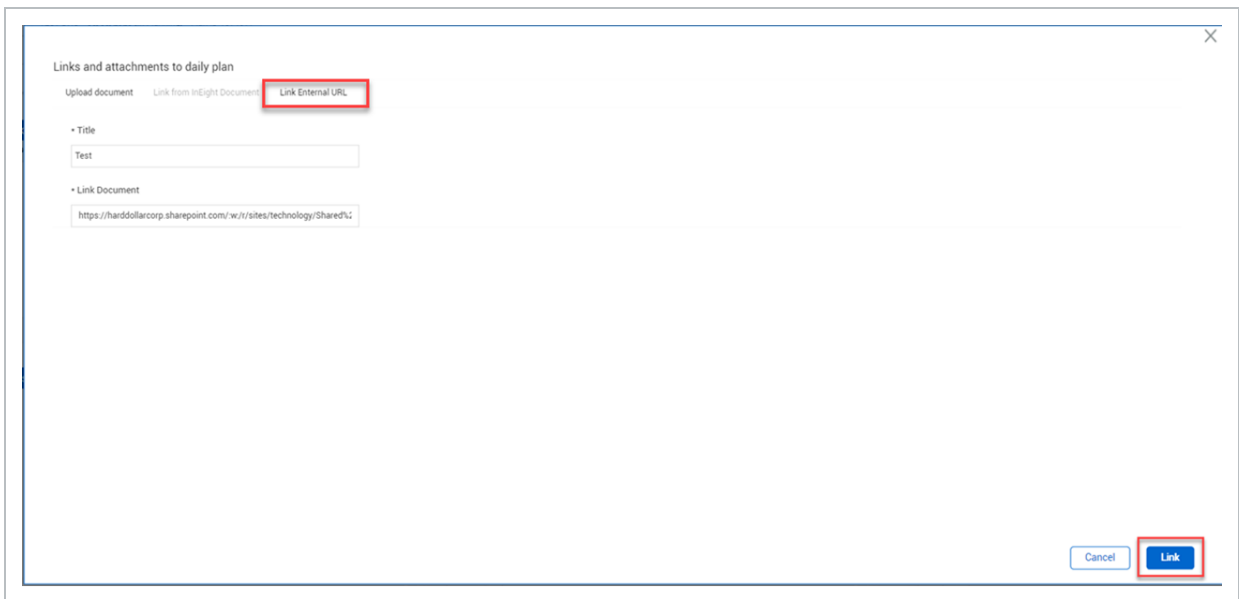 Links and attachments to daily plan
Upload document Link from InEight Document Link Enternal URL
* Title
Test
* Link Document
https://harddollarcorp.sharepoint.com/:w:/r/sites/technology/Shared%2
Cancel Link